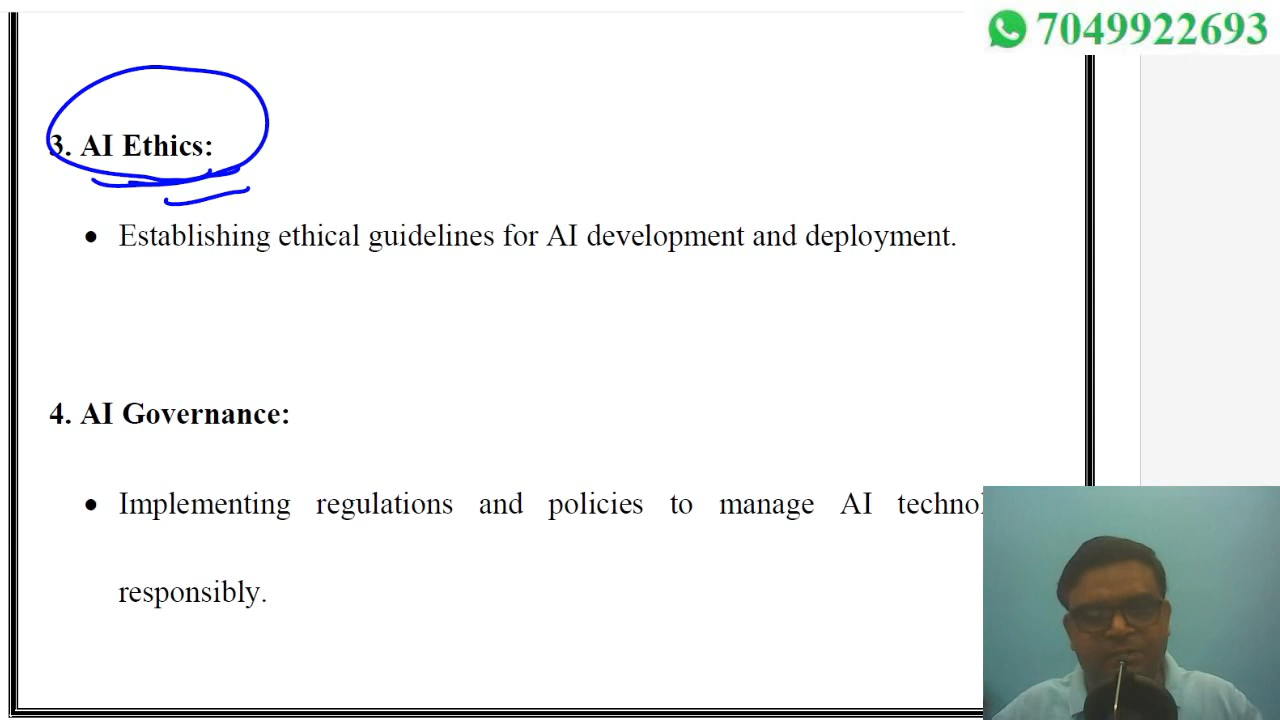 7049922693
3. AI Ethics:
• Establishing ethical guidelines for AI development and deployment.
4. AI Governance:
• Implementing regulations and policies to manage AI
responsibly.